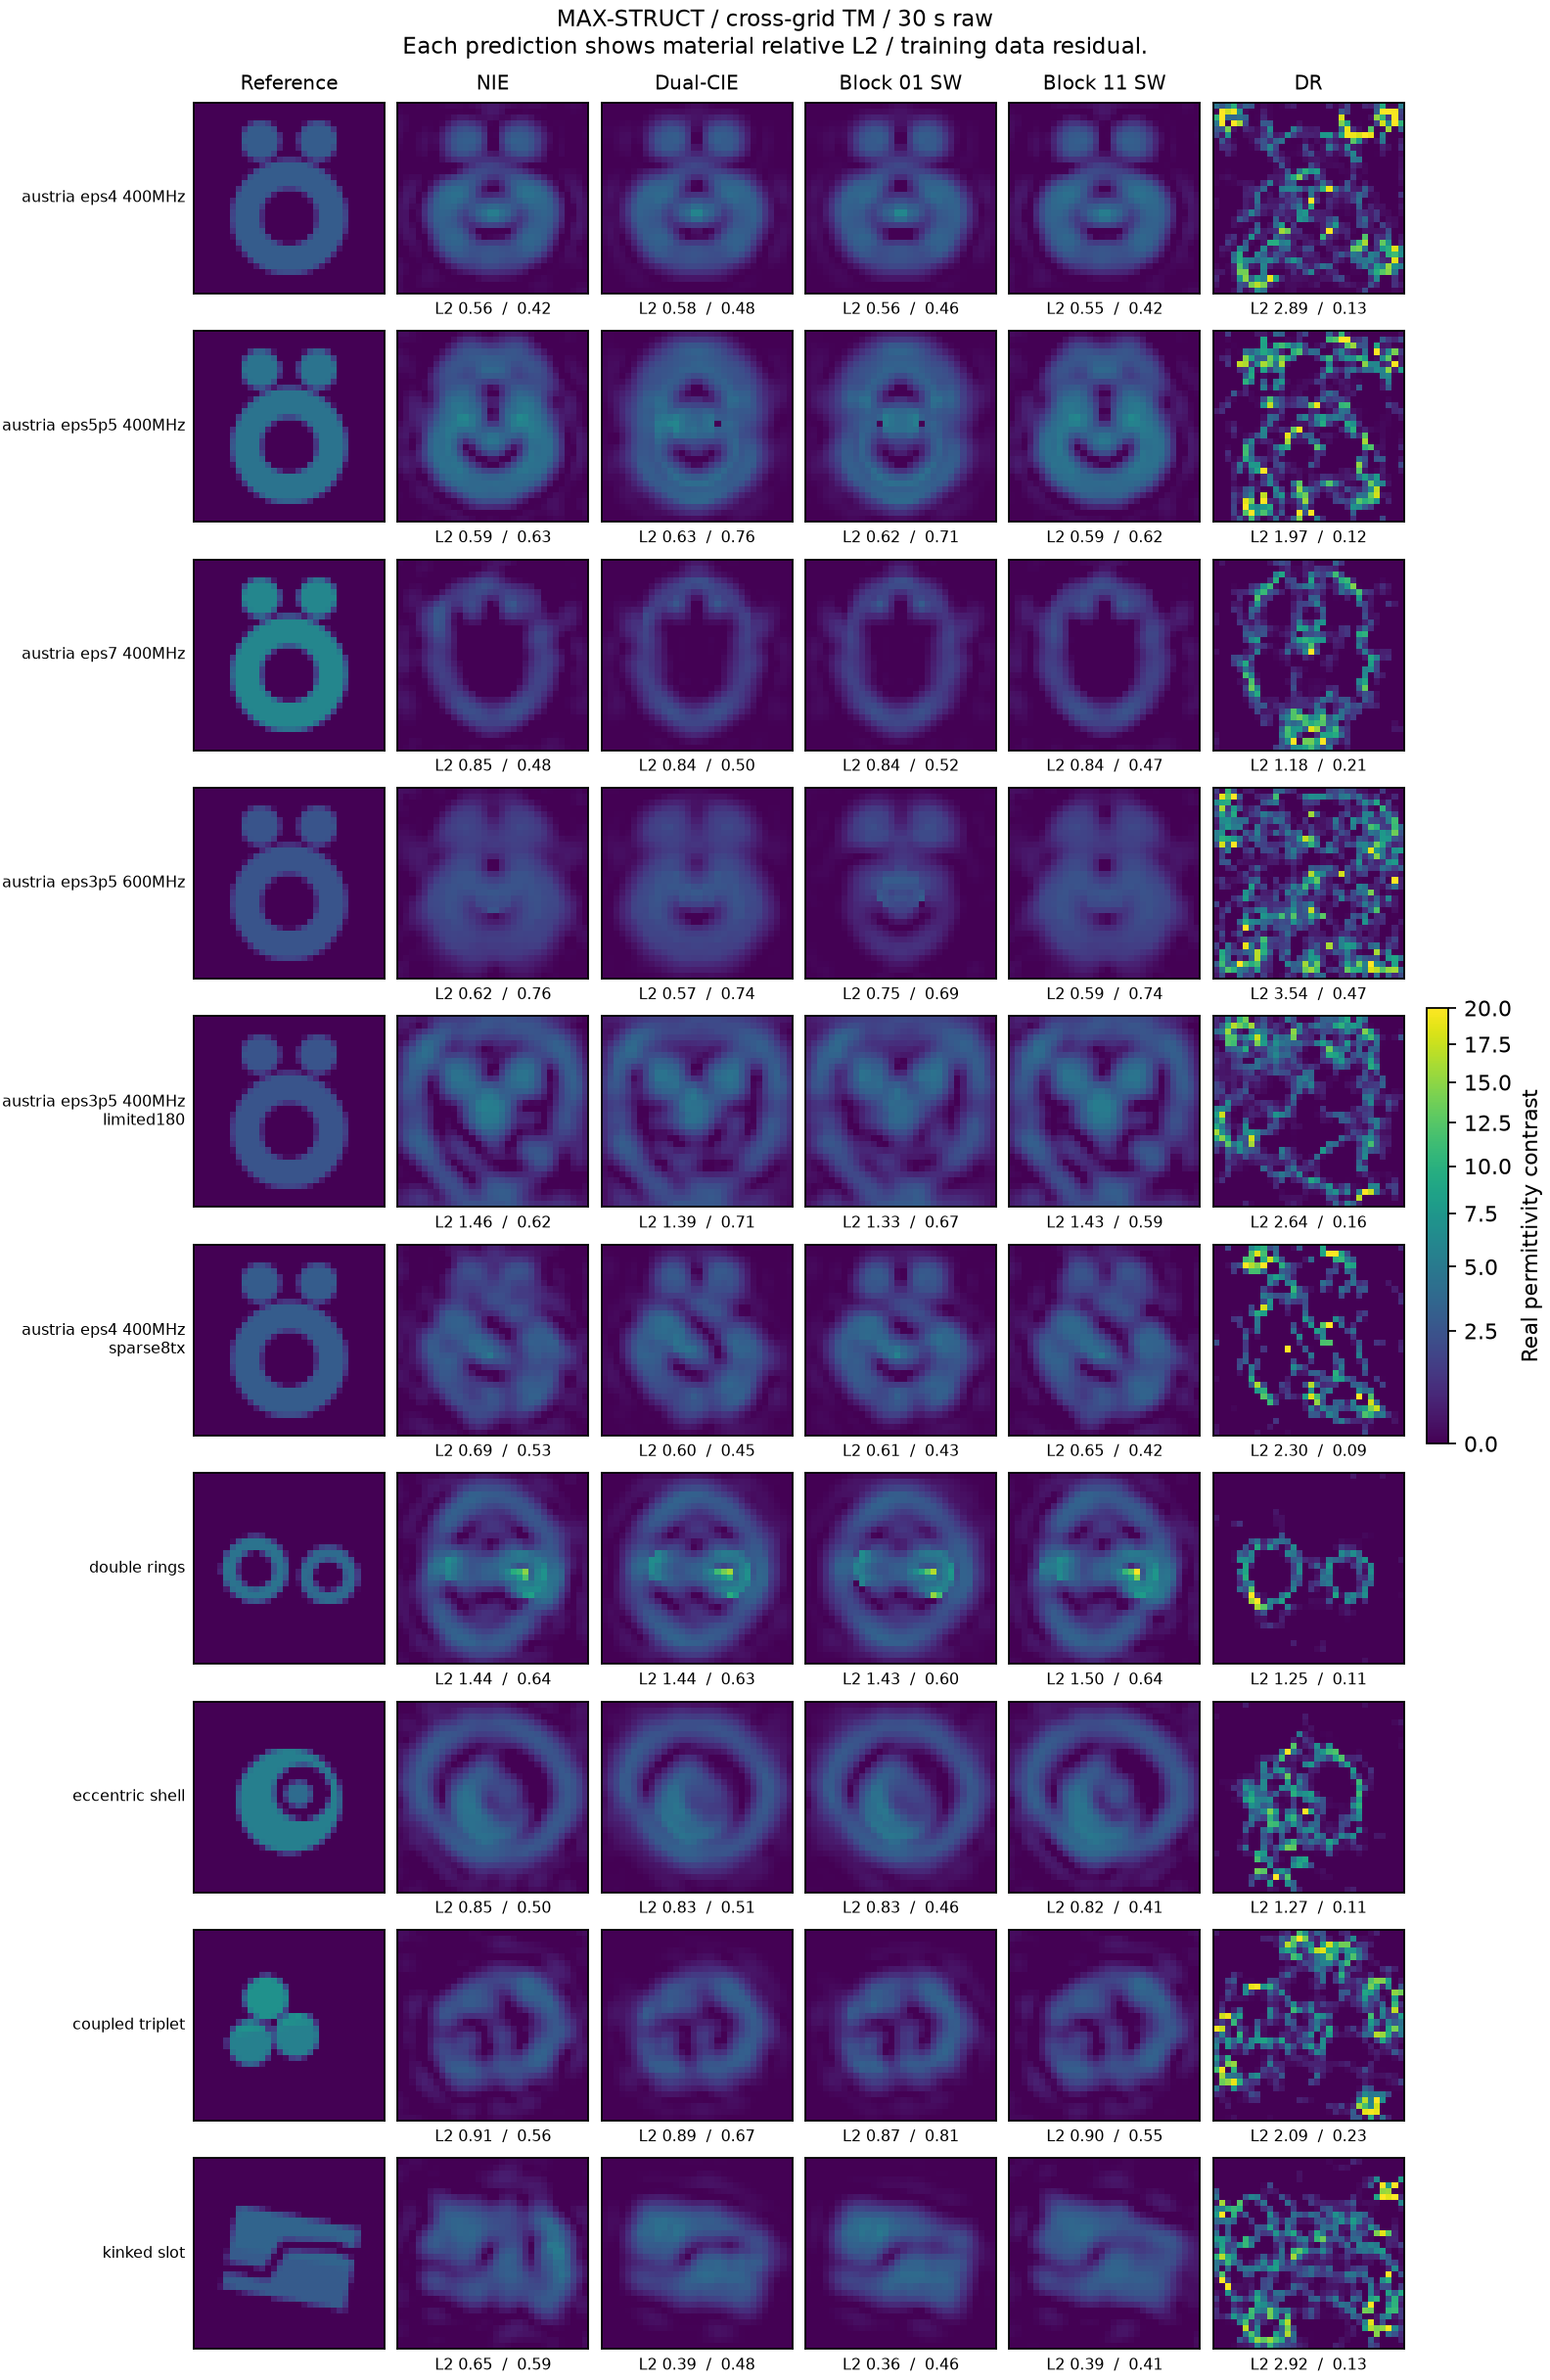 MAX-STRUCT / cross-grid TM / 30 s raw
Each prediction shows material relative L2 / training data residual.
Reference NIE Dual-CIE Block 01 SW Block 11 SW DR
austria eps4 400MHz
L2 0.56 / 0.42 L2 0.58 / 0.48 L2 0.56 / 0.46 L2 0.55 / 0.42 L2 2.89 / 0.13
austria eps5p5 400MHz
L2 0.59 / 0.63 L2 0.63 / 0.76 L2 0.62 / 0.71 L2 0.59 / 0.62 L2 1.97 / 0.12
austria eps7 400MHz
L2 0.85 / 0.48 L2 0.84 / 0.50 L2 0.84 / 0.52 L2 0.84 / 0.47 L2 1.18 / 0.21
austria eps3p5 600MHz
L2 0.62 / 0.76 L2 0.57 / 0.74 L2 0.75 / 0.69 L2 0.59 / 0.74 L2 3.54 / 0.47
austria eps3p5 400MHz
limited180
L2 1.46 / 0.62 L2 1.39 / 0.71 L2 1.33 / 0.67 L2 1.43 / 0.59 L2 2.64 / 0.16
austria eps4 400MHz
sparse8tx
L2 0.69 / 0.53 L2 0.60 / 0.45 L2 0.61 / 0.43 L2 0.65 / 0.42 L2 2.30 / 0.09
double rings
L2 1.44 / 0.64 L2 1.44 / 0.63 L2 1.43 / 0.60 L2 1.50 / 0.64 L2 1.25 / 0.11
eccentric shell
L2 0.85 / 0.50 L2 0.83 / 0.51 L2 0.83 / 0.46 L2 0.82 / 0.41 L2 1.27 / 0.11
coupled triplet
L2 0.91 / 0.56 L2 0.89 / 0.67 L2 0.87 / 0.81 L2 0.90 / 0.55 L2 2.09 / 0.23
kinked slot
L2 0.65 / 0.59 L2 0.39 / 0.48 L2 0.36 / 0.46 L2 0.39 / 0.41 L2 2.92 / 0.13
20.0
17.5
15.0
12.5
10.0
7.5
5.0
2.5
0.0
Real permittivity contrast